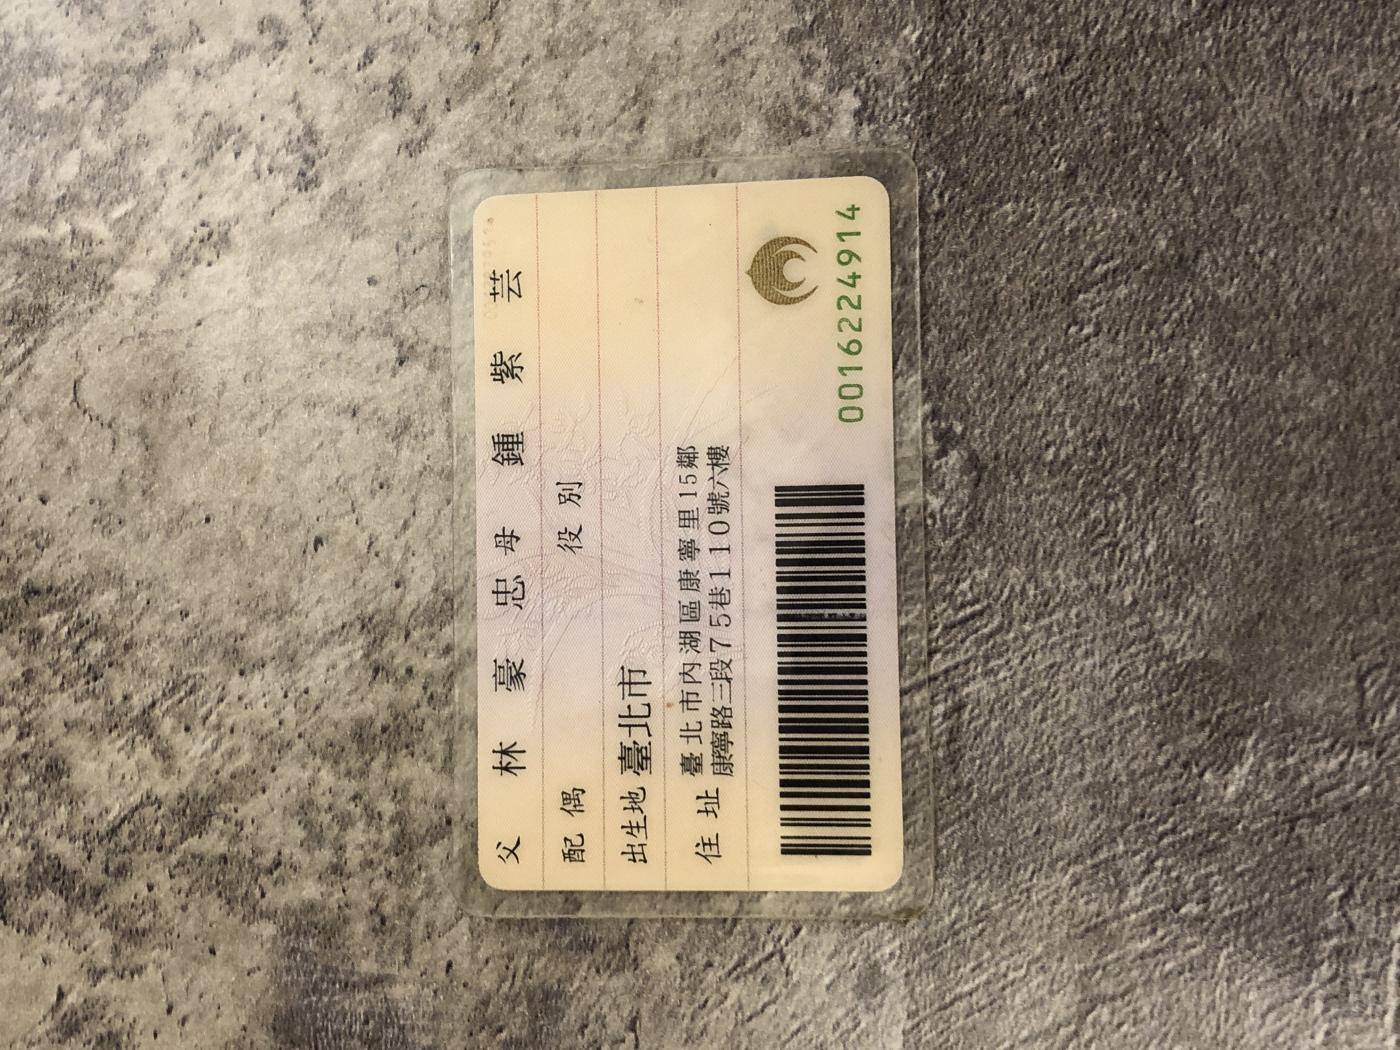 父 林豪忠 母 鍾紫芸
配偶 役別
出生地 臺北市
住址 臺北市內湖區康寧里15鄰
康寧路三段75巷110號六樓
0016224914